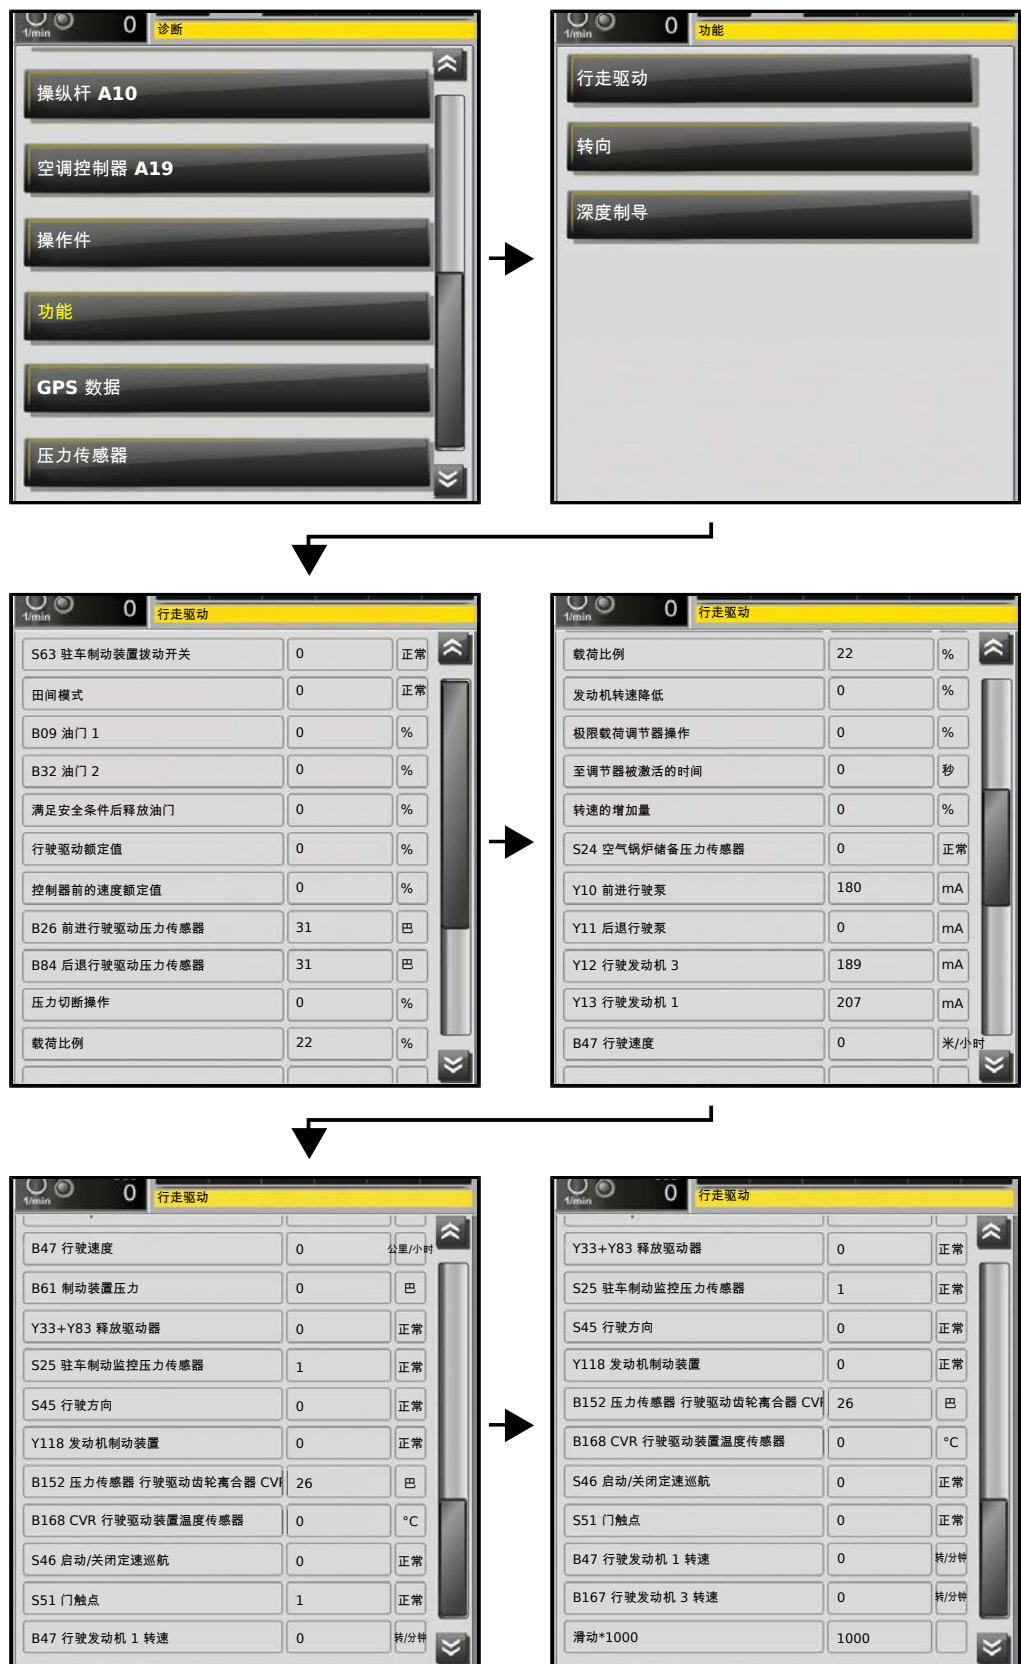 1/min 0 诊断
操纵杆 A10
空调控制器 A19
操作件
功能
GPS 数据
压力传感器
1/min 0 功能
行走驱动
转向
深度制导
1/min 0 行走驱动
S63 驻车制动装置拨动开关 0 正常
田间模式 0 正常
B09 油门 1 0 %
B32 油门 2 0 %
满足安全条件后释放油门 0 %
行驶驱动额定值 0 %
控制器前的速度额定值 0 %
B26 前进行驶驱动压力传感器 31 巴
B84 后退行驶驱动压力传感器 31 巴
压力切断操作 0 %
载荷比例 22 %
1/min 0 行走驱动
载荷比例 22 %
发动机转速降低 0 %
极限载荷调节器操作 0 %
至调节器被激活的时间 0 秒
转速的增加量 0 %
S24 空气锅炉储备压力传感器 0 正常
Y10 前进行驶泵 180 mA
Y11 后退行驶泵 0 mA
Y12 行驶发动机 3 189 mA
Y13 行驶发动机 1 207 mA
B47 行驶速度 0 米/小时
1/min 0 行走驱动
B47 行驶速度 0 公里/小时
B61 制动装置压力 0 巴
Y33+Y83 释放驱动器 0 正常
S25 驻车制动监控压力传感器 1 正常
S45 行驶方向 0 正常
Y118 发动机制动装置 0 正常
B152 压力传感器 行驶驱动齿轮离合器 CVR 26 巴
B168 CVR 行驶驱动装置温度传感器 0 °C
S46 启动/关闭定速巡航 0 正常
S51 门触点 1 正常
B47 行驶发动机 1 转速 0 转/分钟
1/min 0 行走驱动
Y33+Y83 释放驱动器 0 正常
S25 驻车制动监控压力传感器 1 正常
S45 行驶方向 0 正常
Y118 发动机制动装置 0 正常
B152 压力传感器 行驶驱动齿轮离合器 CVR 26 巴
B168 CVR 行驶驱动装置温度传感器 0 °C
S46 启动/关闭定速巡航 0 正常
S51 门触点 0 正常
B47 行驶发动机 1 转速 0 转/分钟
B167 行驶发动机 3 转速 0 转/分钟
滑动*1000 1000